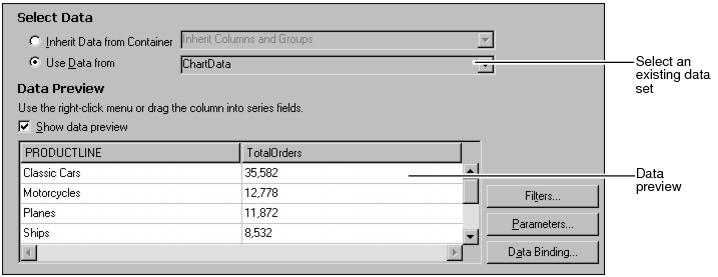 Select Data
Inherit Data from Container Inherit Columns and Groups
Use Data from ChartData
Select an
existing data
set
Data Preview
Use the right-click menu or drag the column into series fields.
Show data preview
PRODUCTLINE TotalOrders
Classic Cars 35,582
Motorcycles 12,778
Planes 11,872
Ships 8,532
Data
preview
Filters...
Parameters...
Data Binding...